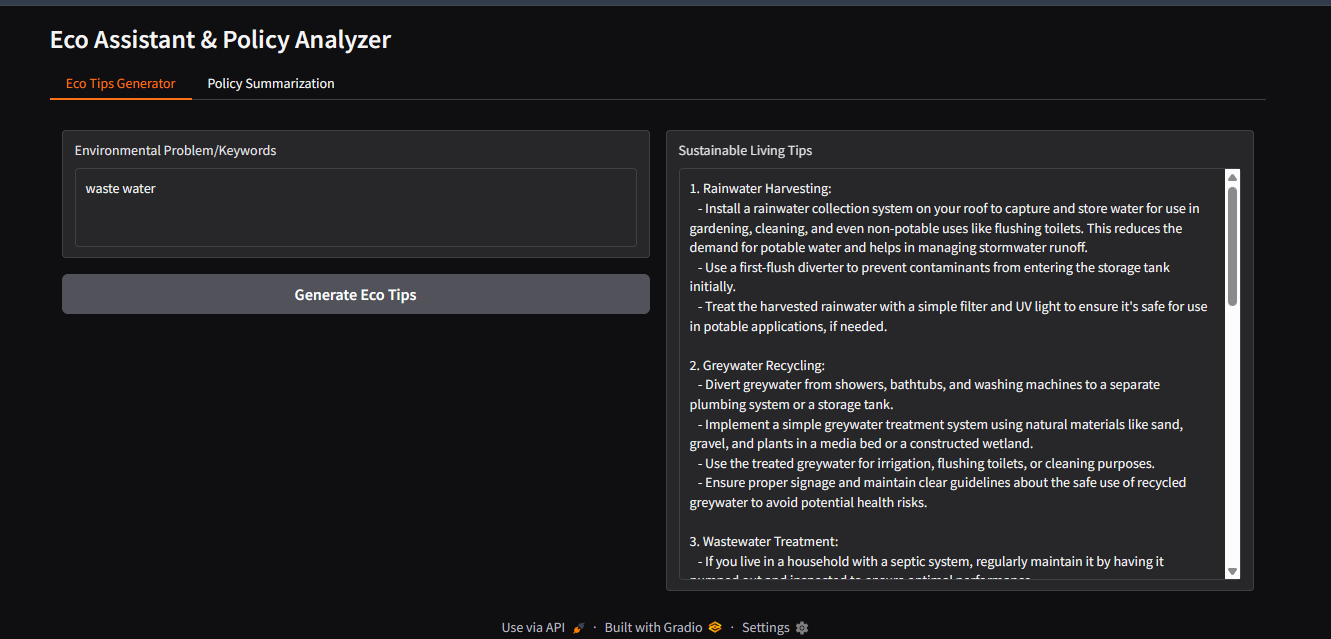 Eco Assistant & Policy Analyzer
Eco Tips Generator
Policy Summarization
Environmental Problem/Keywords
waste water
Generate Eco Tips
Sustainable Living Tips
1. Rainwater Harvesting:
- Install a rainwater collection system on your roof to capture and store water for use in
gardening, cleaning, and even non-potable uses like flushing toilets. This reduces the
demand for potable water and helps in managing stormwater runoff.
- Use a first-flush diverter to prevent contaminants from entering the storage tank
initially.
- Treat the harvested rainwater with a simple filter and UV light to ensure it's safe for use
in potable applications, if needed.
2. Greywater Recycling:
- Divert greywater from showers, bathtubs, and washing machines to a separate
plumbing system or a storage tank.
- Implement a simple greywater treatment system using natural materials like sand,
gravel, and plants in a media bed or a constructed wetland.
- Use the treated greywater for irrigation, flushing toilets, or cleaning purposes.
- Ensure proper signage and maintain clear guidelines about the safe use of recycled
greywater to avoid potential health risks.
3. Wastewater Treatment:
- If you live in a household with a septic system, regularly maintain it by having it
pumped out and inspected to ensure optimal performance.
Use via API · Built with Gradio · Settings